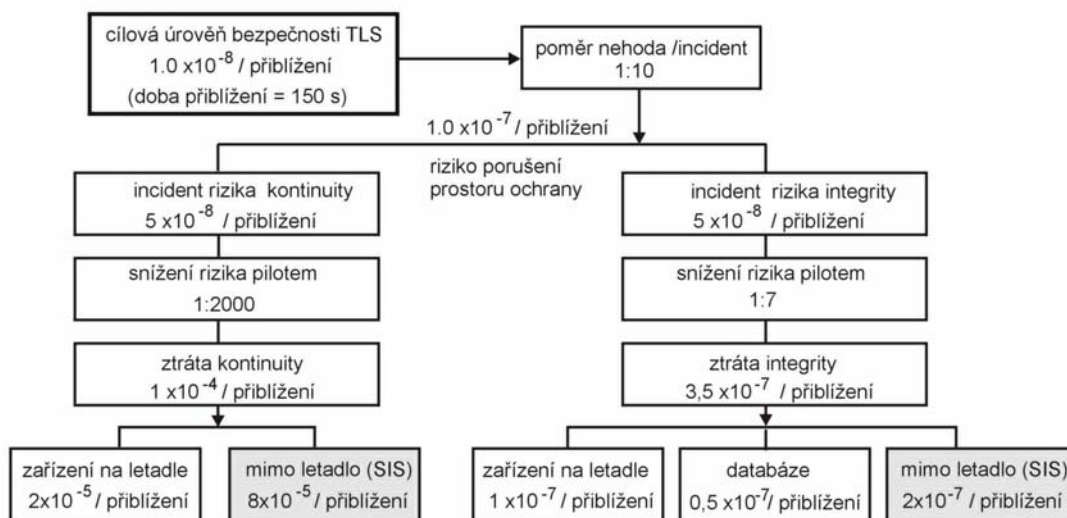 cílová úrověň bezpečnosti TLS
1.0 x10⁻⁸ / přiblížení
(doba přiblížení = 150 s)
poměr nehoda /incident
1:10
1.0 x10⁻⁷ / přiblížení
riziko porušení
prostoru ochrany
incident rizika kontinuity
5 x10⁻⁸ / přiblížení
incident rizika integrity
5 x10⁻⁸ / přiblížení
snížení rizika pilotem
1:2000
snížení rizika pilotem
1:7
ztráta kontinuity
1 x10⁻⁴ / přiblížení
ztráta integrity
3,5 x10⁻⁷ / přiblížení
zařízení na letadle
2x10⁻⁵ / přiblížení
mimo letadlo (SIS)
8x10⁻⁵ / přiblížení
zařízení na letadle
1 x10⁻⁷ / přiblížení
databáze
0,5 x10⁻⁷/ přiblížení
mimo letadlo (SIS)
2x10⁻⁷ / přiblížení